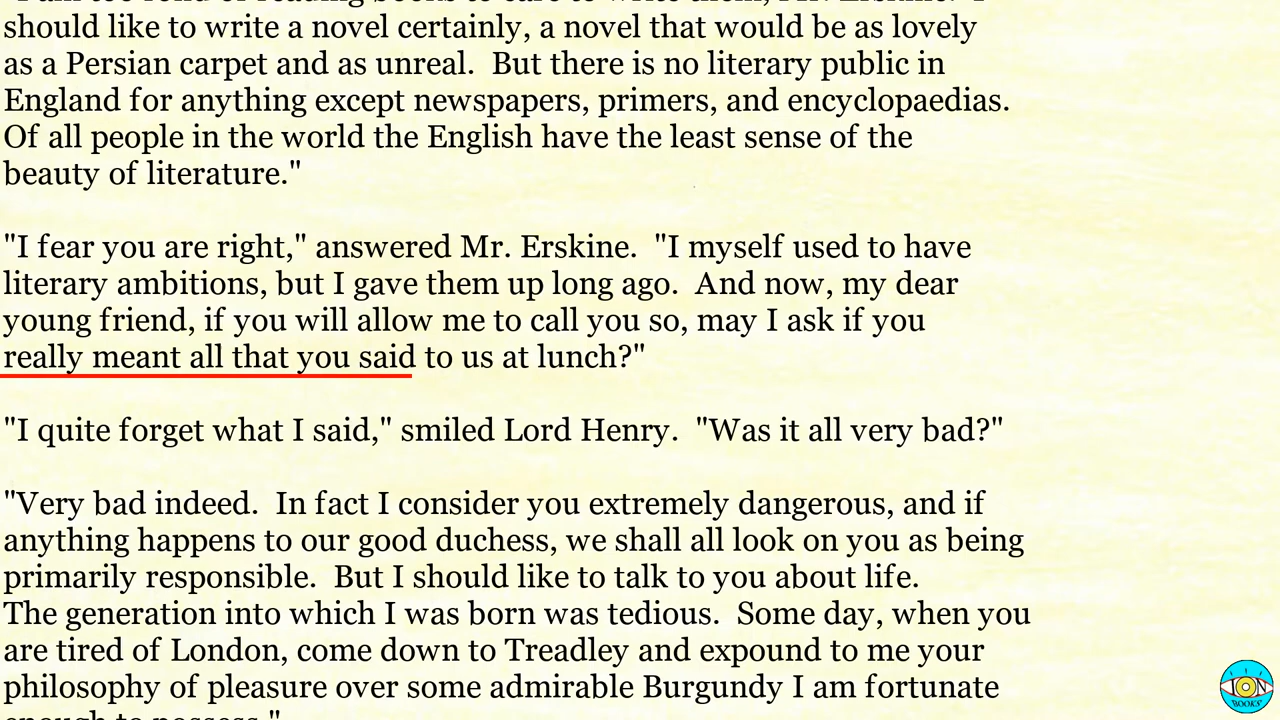 should like to write a novel certainly, a novel that would be as lovely
as a Persian carpet and as unreal.  But there is no literary public in
England for anything except newspapers, primers, and encyclopaedias.
Of all people in the world the English have the least sense of the
beauty of literature."
"I fear you are right," answered Mr. Erskine.  "I myself used to have
literary ambitions, but I gave them up long ago.  And now, my dear
young friend, if you will allow me to call you so, may I ask if you
really meant all that you said to us at lunch?"
"I quite forget what I said," smiled Lord Henry.  "Was it all very bad?"
"Very bad indeed.  In fact I consider you extremely dangerous, and if
anything happens to our good duchess, we shall all look on you as being
primarily responsible.  But I should like to talk to you about life.
The generation into which I was born was tedious.  Some day, when you
are tired of London, come down to Treadley and expound to me your
philosophy of pleasure over some admirable Burgundy I am fortunate
ION
BOOKS